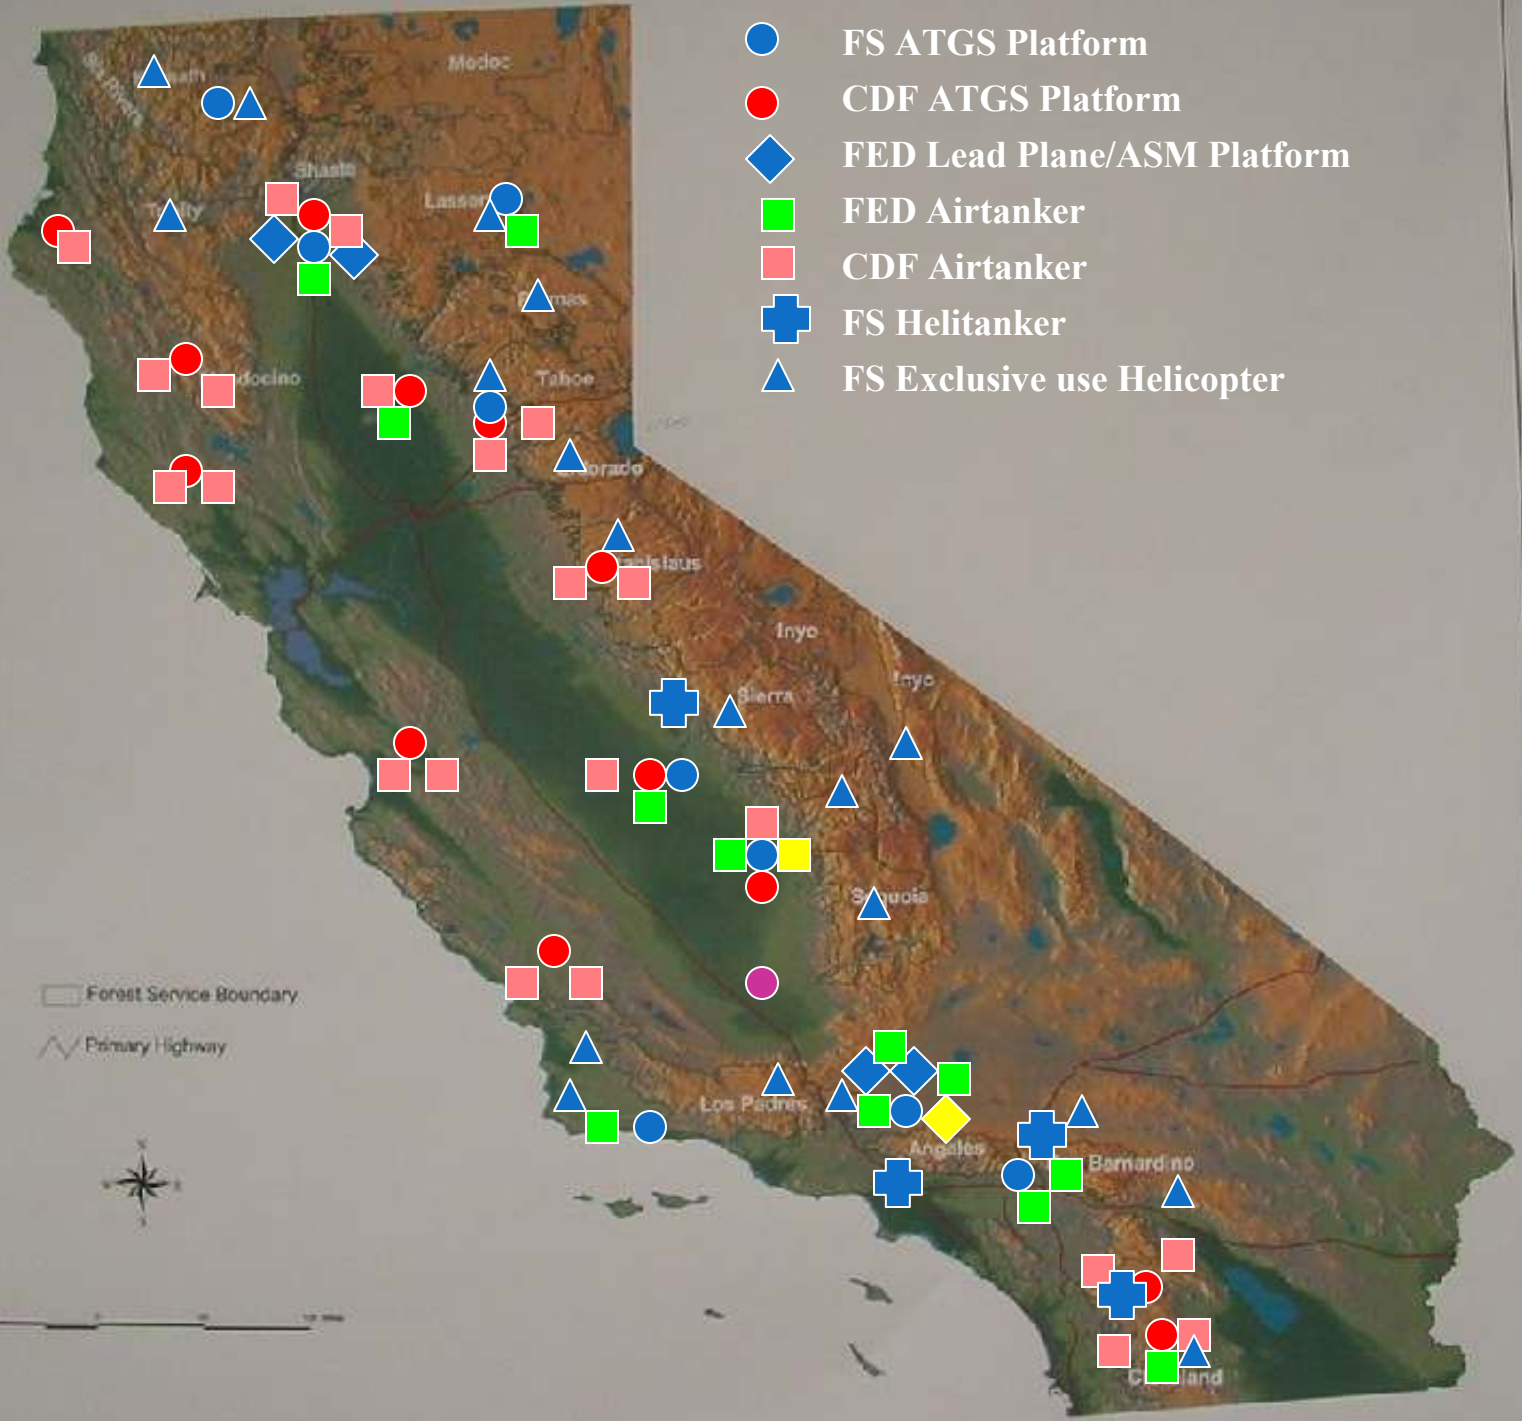 FS ATGS Platform
CDF ATGS Platform
FED Lead Plane/ASM Platform
FED Airtanker
CDF Airtanker
FS Helitanker
FS Exclusive use Helicopter
Modoc
Shasta
Lassen
Tahoe
Inyo
Sierra
Inyo
Los Padres
Angeles
Bernardino
Forest Service Boundary
Primary Highway